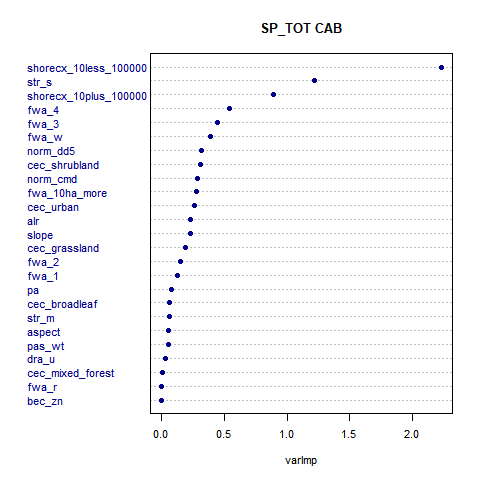 SP_TOT CAB
shorecx_10less_100000
str_s
shorecx_10plus_100000
fwa_4
fwa_3
fwa_w
norm_dd5
cec_shrubland
norm_cmd
fwa_10ha_more
cec_urban
alr
slope
cec_grassland
fwa_2
fwa_1
pa
cec_broadleaf
str_m
aspect
pas_wt
dra_u
cec_mixed_forest
fwa_r
bec_zn
0.0 0.5 1.0 1.5 2.0
varImp